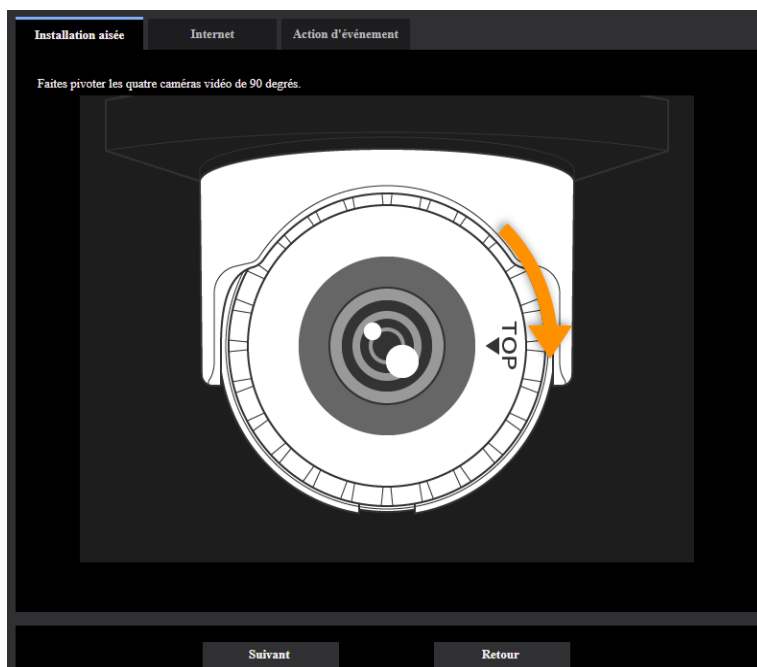 Installation aisée
Internet
Action d'événement
Faites pivoter les quatre caméras vidéo de 90 degrés.
TOP
Suivant
Retour